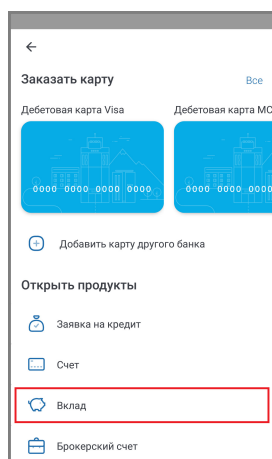 Заказать карту
Все
Дебетовая карта Visa
Дебетовая карта МС
0000 0000 0000 0000
0000 0000 0000
Добавить карту другого банка
Открыть продукты
Заявка на кредит
Счет
Вклад
Брокерский счет